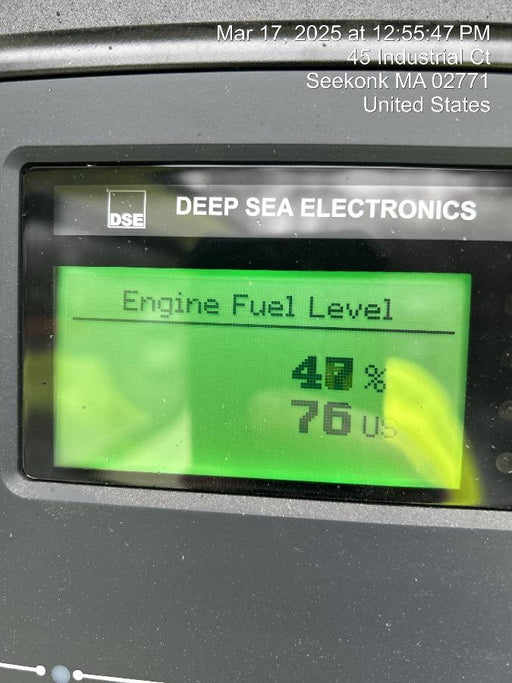 Mar 17, 2025 at 12:55:47 PM
45 Industrial Ct
Seekonk MA 02771
United States
DSE
DEEP SEA ELECTRONICS
Engine Fuel Level
%
76 US